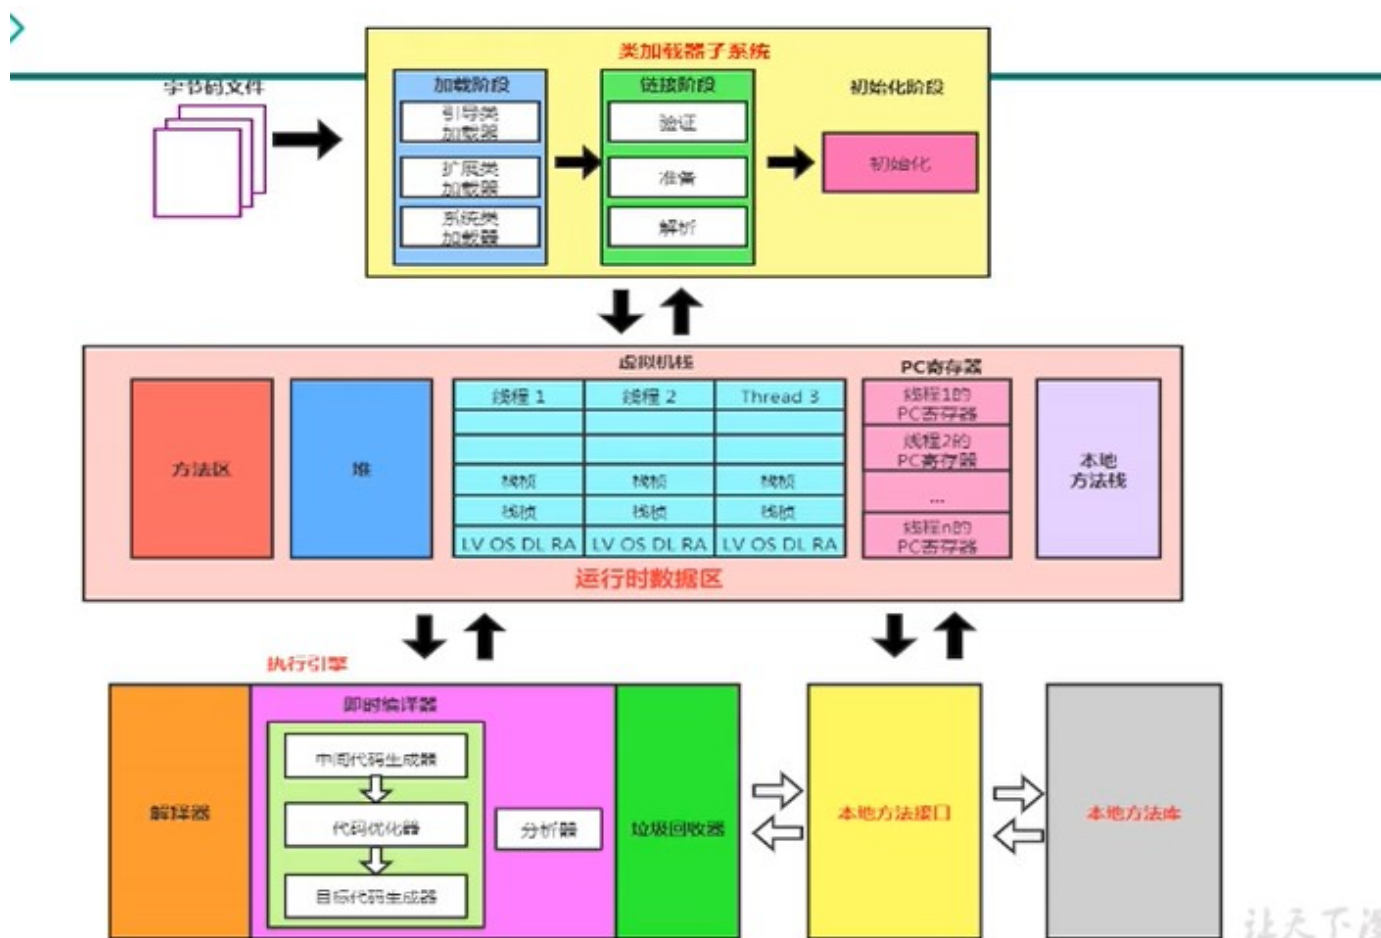 类加载器子系统
字节码文件
加载阶段
链接阶段
初始化阶段
引导类
加载器
验证
扩展类
加载器
准备
初始化
系统类
加载器
解析
虚拟机栈
PC寄存器
方法区
堆
线程 1
线程 2
Thread 3
栈桢
栈桢
栈桢
栈桢
栈桢
栈桢
LV OS DL RA
LV OS DL RA
LV OS DL RA
线程1的
PC寄存器
线程2的
PC寄存器
...
线程n的
PC寄存器
本地
方法栈
运行时数据区
执行引擎
解释器
即时编译器
中间代码生成器
代码优化器
目标代码生成器
分析器
垃圾回收器
本地方法接口
本地方法库
让天下